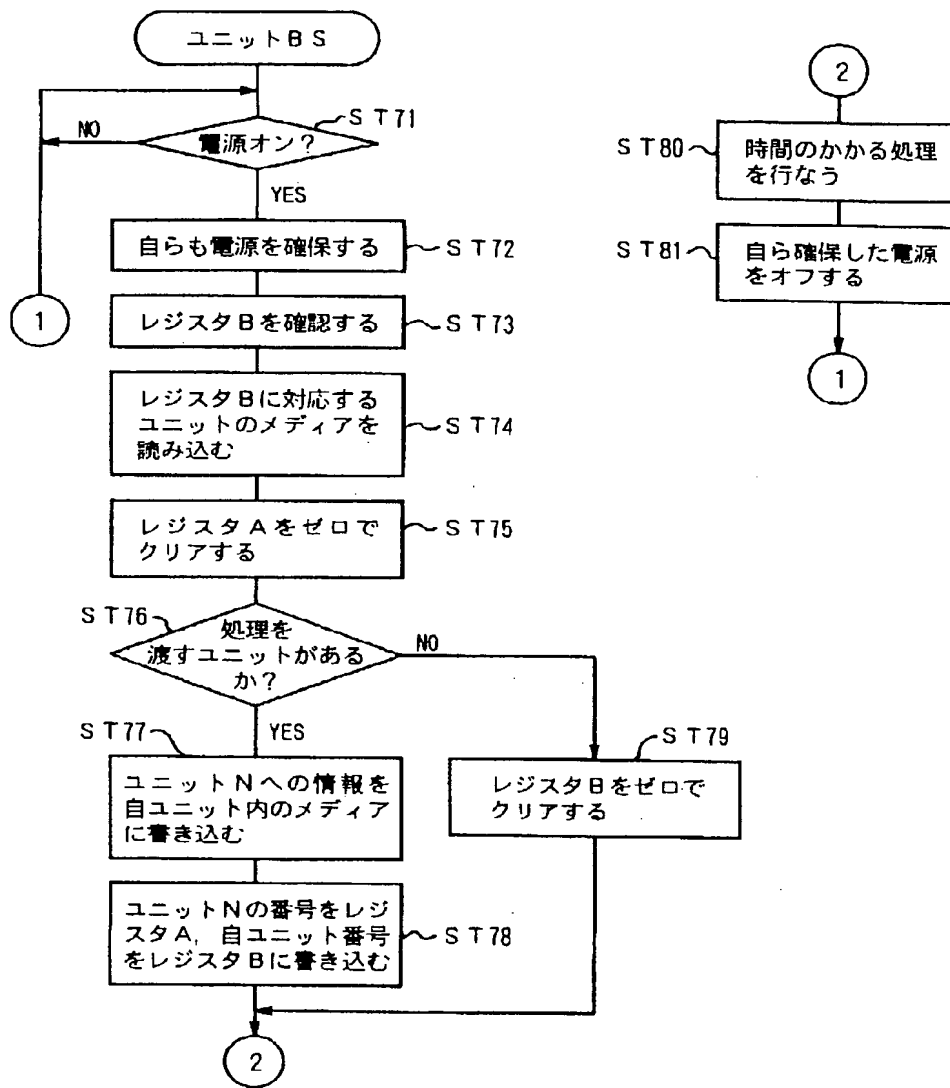 ユニットBS
ST71
電源オン？
NO
YES
自らも電源を確保する
ST72
1
レジスタBを確認する
ST73
レジスタBに対応する
ユニットのメディアを
読み込む
ST74
レジスタAをゼロで
クリアする
ST75
ST76
処理を
渡すユニットがある
か？
NO
YES
ST77
ユニットNへの情報を
自ユニット内のメディア
に書き込む
ST79
レジスタBをゼロで
クリアする
ユニットNの番号をレジ
スタA，自ユニット番号
をレジスタBに書き込む
ST78
2
2
ST80
時間のかかる処理
を行なう
ST81
自ら確保した電源
をオフする
1